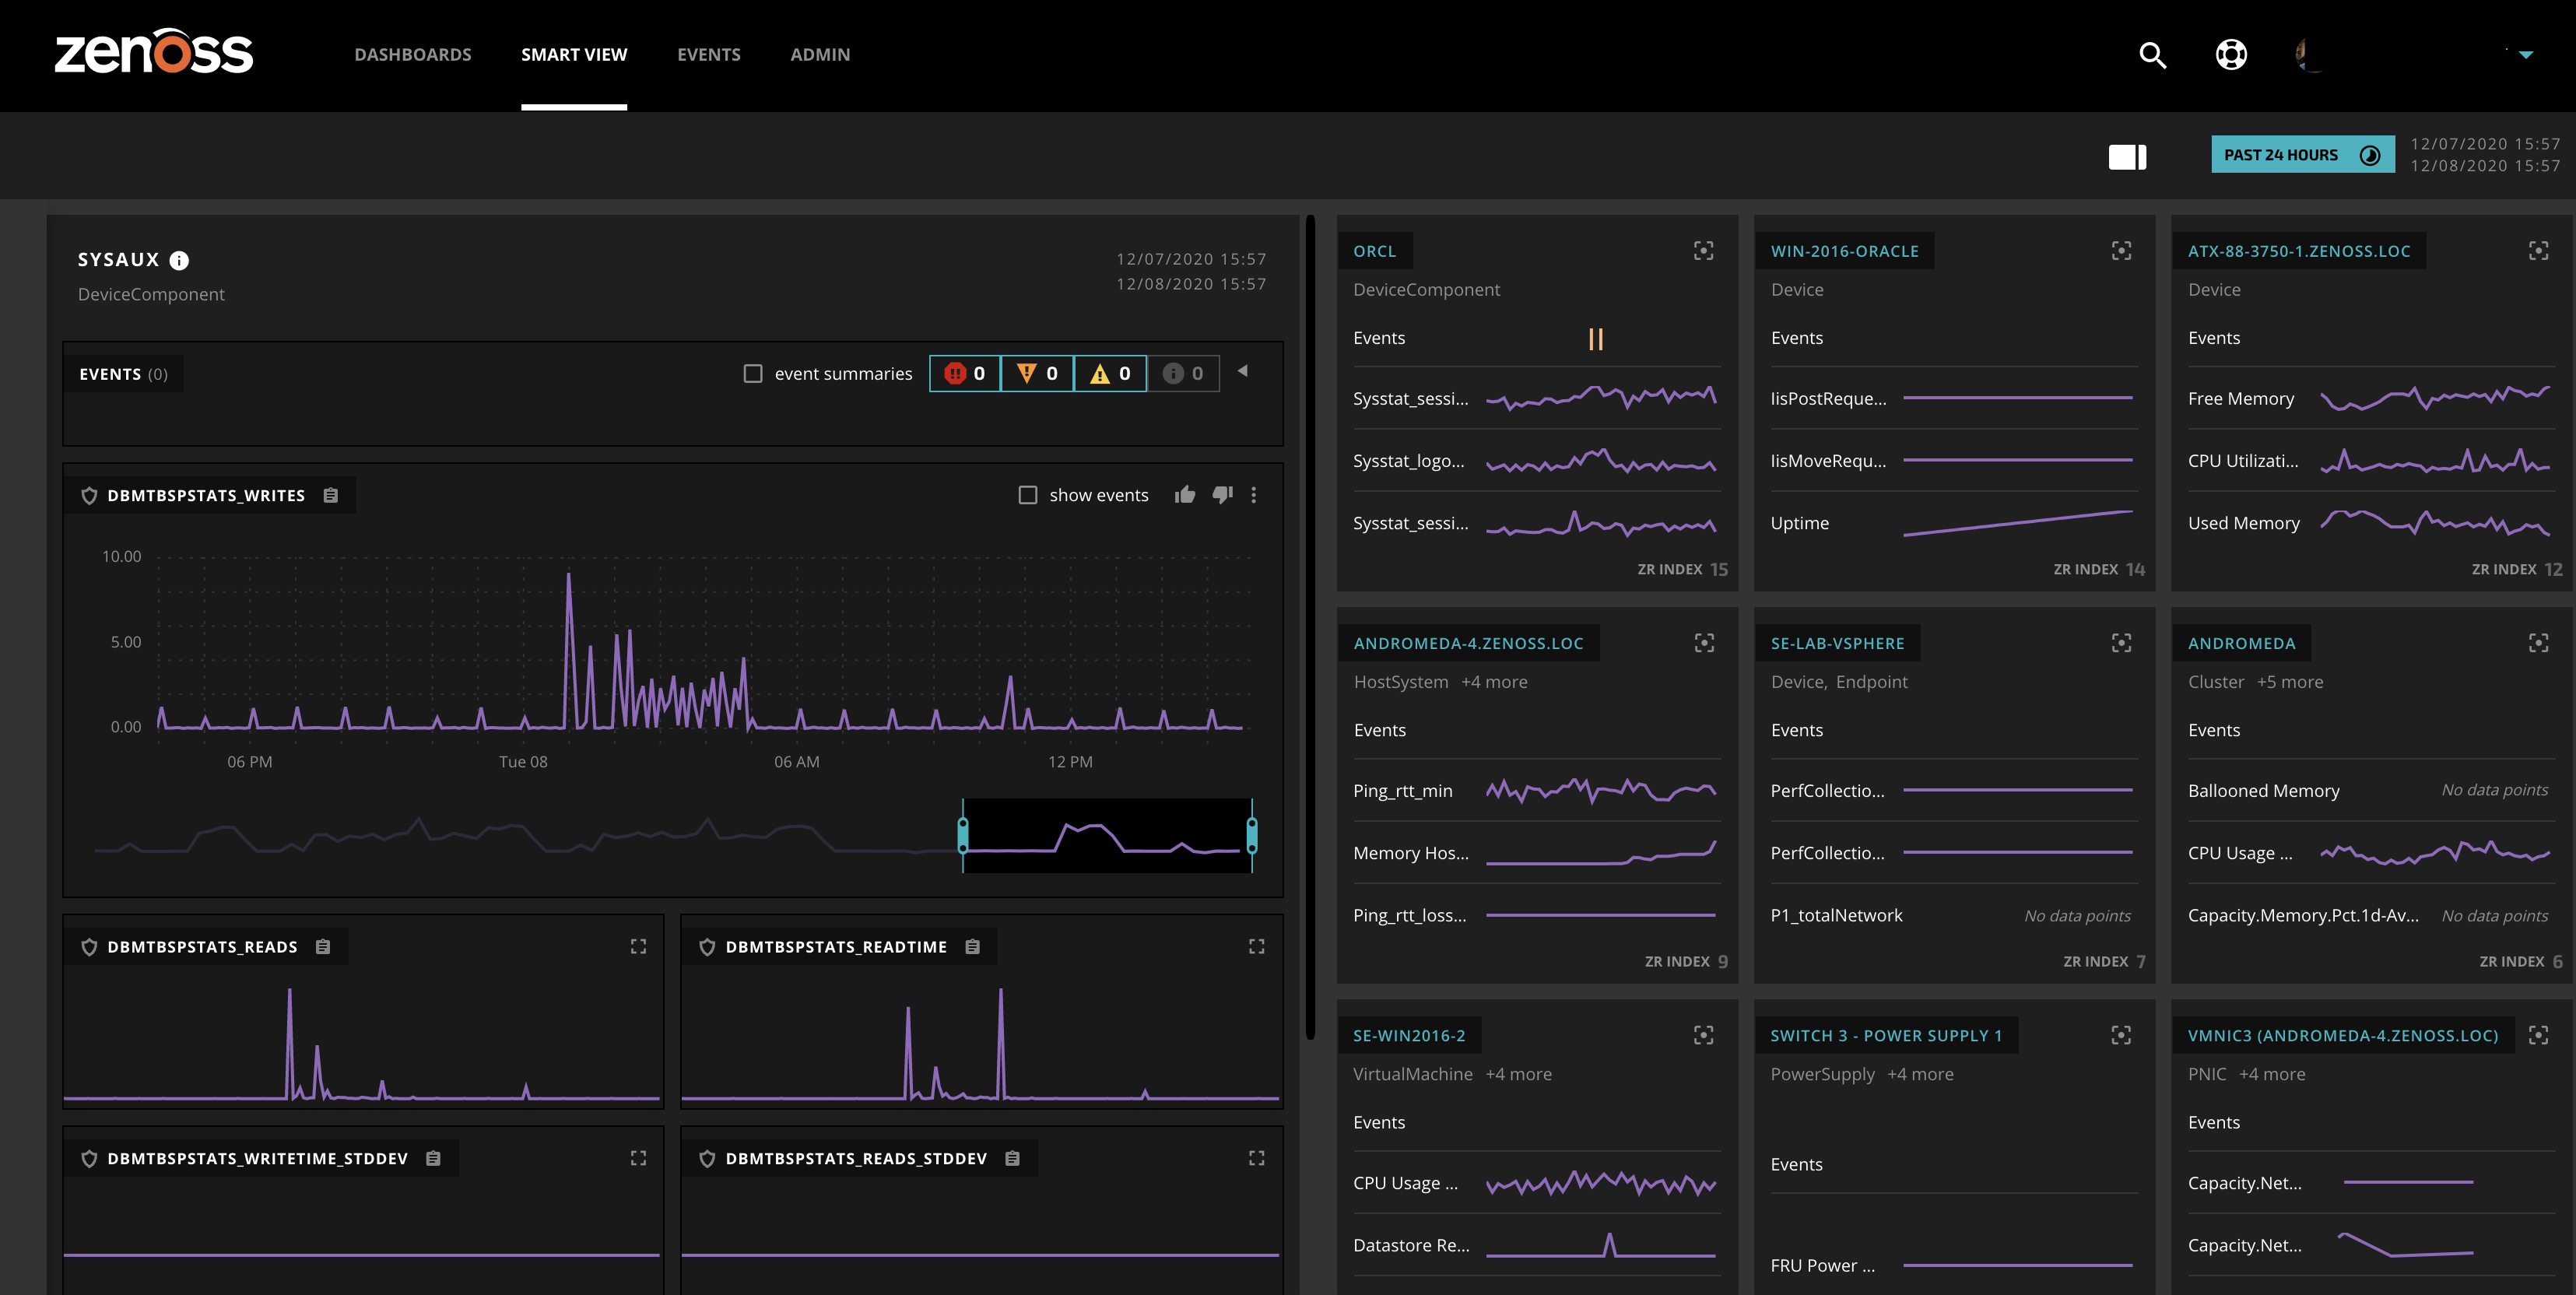 zenoss
DASHBOARDS
SMART VIEW
EVENTS
ADMIN
PAST 24 HOURS
12/07/2020 15:57
12/08/2020 15:57
SYSAUX
DeviceComponent
12/07/2020 15:57
12/08/2020 15:57
EVENTS (0)
event summaries
0
0
0
0
DBMTBSPSTATS_WRITES
show events
10.00
5.00
0.00
06 PM
Tue 08
06 AM
12 PM
DBMTBSPSTATS_READS
DBMTBSPSTATS_READTIME
DBMTBSPSTATS_WRITETIME_STDDEV
DBMTBSPSTATS_READS_STDDEV
ORCL
DeviceComponent
Events
Sysstat_sessi...
Sysstat_logo...
Sysstat_sessi...
ZR INDEX 15
WIN-2016-ORACLE
Device
Events
IisPostReque...
IisMoveRequ...
Uptime
ZR INDEX 14
ATX-88-3750-1.ZENOSS.LOC
Device
Events
Free Memory
CPU Utilizati...
Used Memory
ZR INDEX 12
ANDROMEDA-4.ZENOSS.LOC
HostSystem +4 more
Events
Ping_rtt_min
Memory Hos...
Ping_rtt_loss...
ZR INDEX 9
SE-LAB-VSPHERE
Device, Endpoint
Events
PerfCollectio...
PerfCollectio...
P1_totalNetwork No data points
ZR INDEX 7
ANDROMEDA
Cluster +5 more
Events
Ballooned Memory No data points
CPU Usage ...
Capacity.Memory.Pct.1d-Av... No data points
ZR INDEX 6
SE-WIN2016-2
VirtualMachine +4 more
Events
CPU Usage ...
Datastore Re...
SWITCH 3 - POWER SUPPLY 1
PowerSupply +4 more
Events
FRU Power ...
VMNIC3 (ANDROMEDA-4.ZENOSS.LOC)
PNIC +4 more
Events
Capacity.Net...
Capacity.Net...